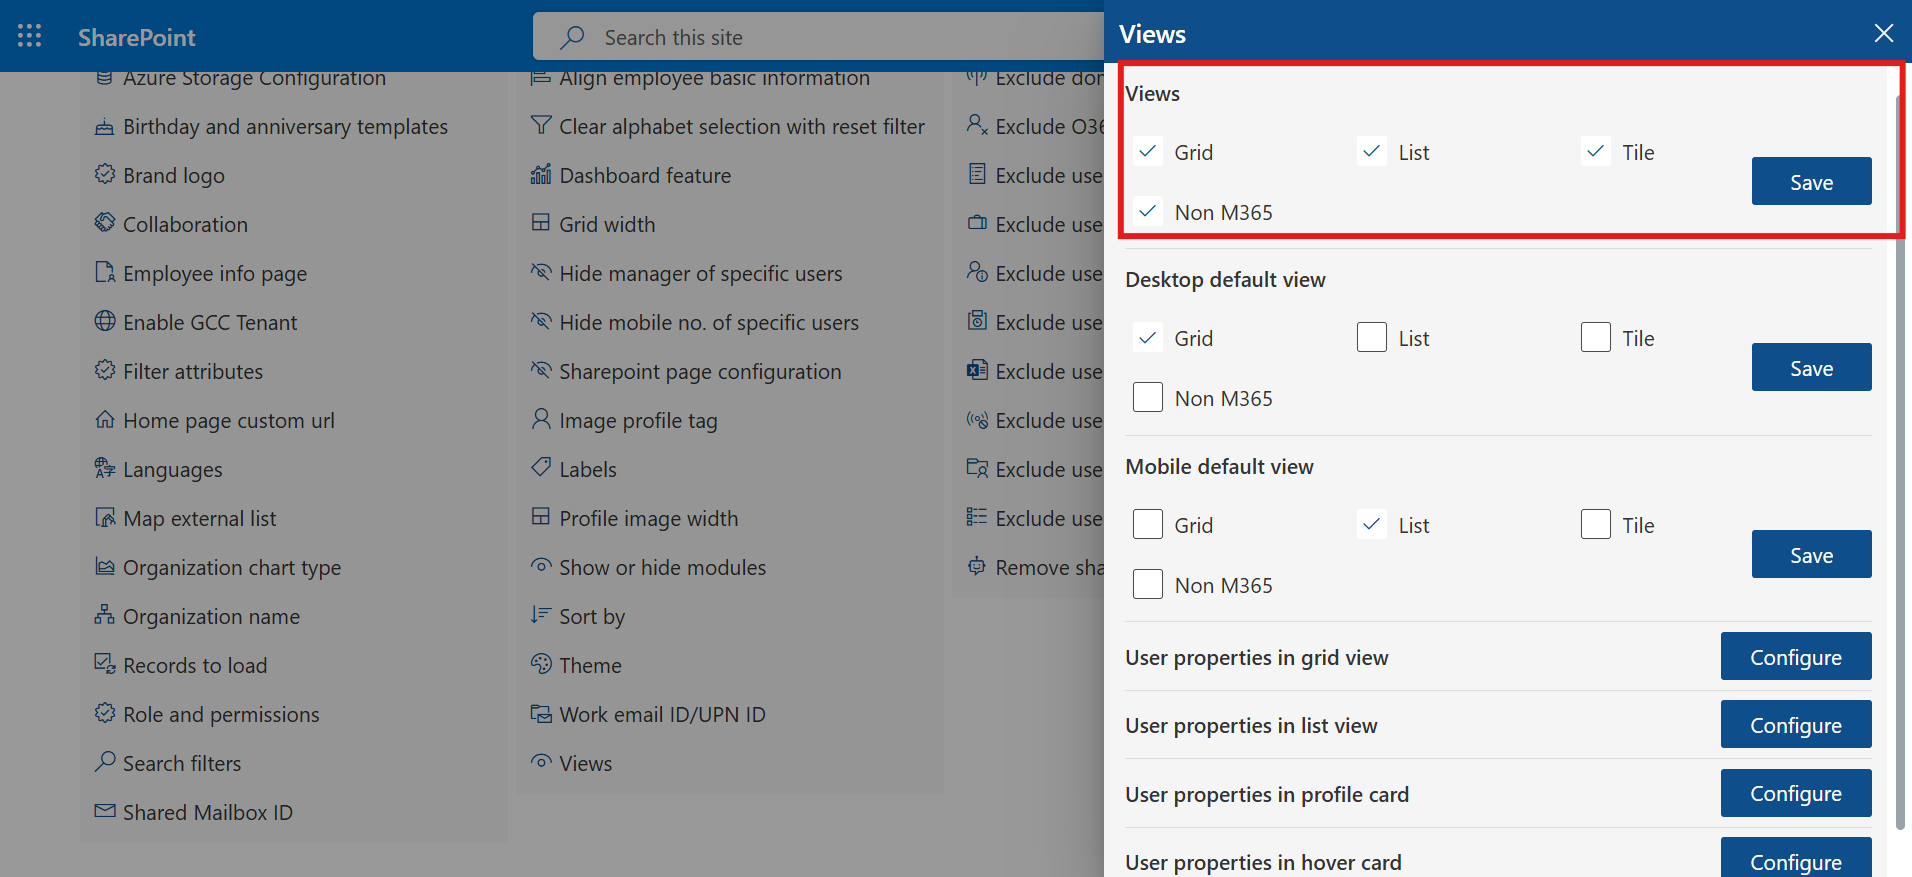 SharePoint
Search this site
Azure Storage Configuration
Birthday and anniversary templates
Brand logo
Collaboration
Employee info page
Enable GCC Tenant
Filter attributes
Home page custom url
Languages
Map external list
Organization chart type
Organization name
Records to load
Role and permissions
Search filters
Shared Mailbox ID
Align employee basic information
Clear alphabet selection with reset filter
Dashboard feature
Grid width
Hide manager of specific users
Hide mobile no. of specific users
Sharepoint page configuration
Image profile tag
Labels
Profile image width
Show or hide modules
Sort by
Theme
Work email ID/UPN ID
Views
Exclude dom
Exclude O36
Exclude use
Exclude use
Exclude use
Exclude use
Exclude use
Exclude use
Exclude use
Exclude use
Remove sha
Views
Views
Grid List Tile
Non M365
Save
Desktop default view
Grid List Tile
Non M365
Save
Mobile default view
Grid List Tile
Non M365
Save
User properties in grid view Configure
User properties in list view Configure
User properties in profile card Configure
User properties in hover card Configure